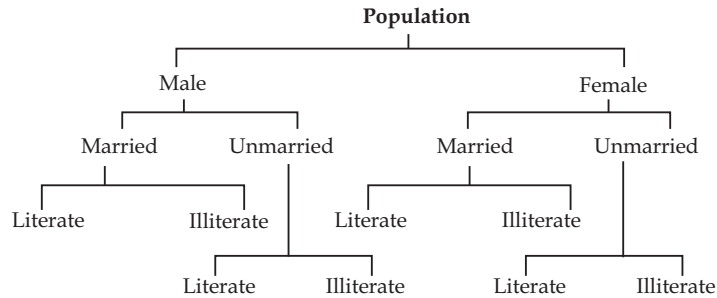 Population
Male Female
Married Unmarried Married Unmarried
Literate Illiterate Literate Illiterate
Literate Illiterate Literate Illiterate